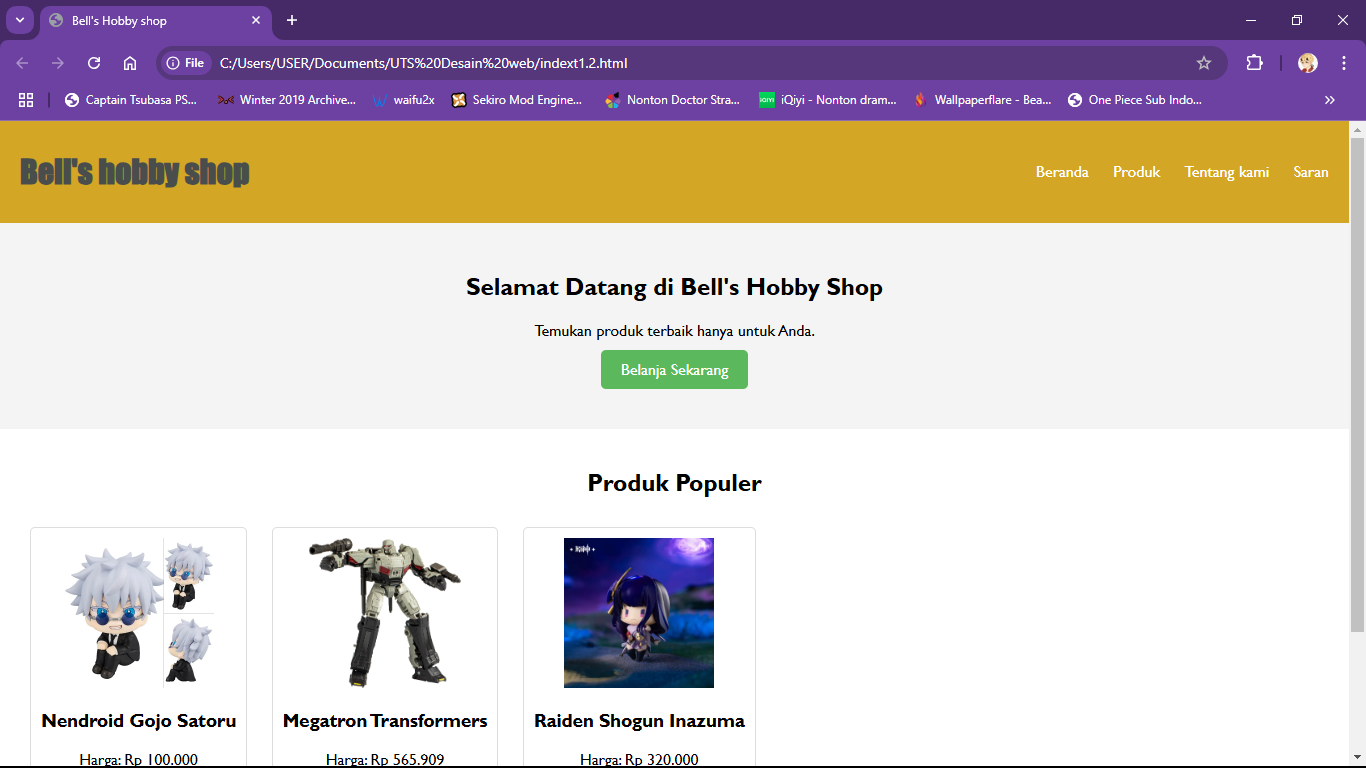 Bell's Hobby shop
File C:/Users/USER/Documents/UTS%20Desain%20web/indext1.2.html
Captain Tsubasa PS... Winter 2019 Archive... waifu2x Sekiro Mod Engine... Nonton Doctor Stra... iQIYI iQiyi - Nonton dram... Wallpaperflare - Bea... One Piece Sub Indo...
Bell's hobby shop
Beranda Produk Tentang kami Saran
Selamat Datang di Bell's Hobby Shop
Temukan produk terbaik hanya untuk Anda.
Belanja Sekarang
Produk Populer
Nendroid Gojo Satoru Megatron Transformers Raiden Shogun Inazuma
Harga: Rp 100.000 Harga: Rp 565.909 Harga: Rp 320.000